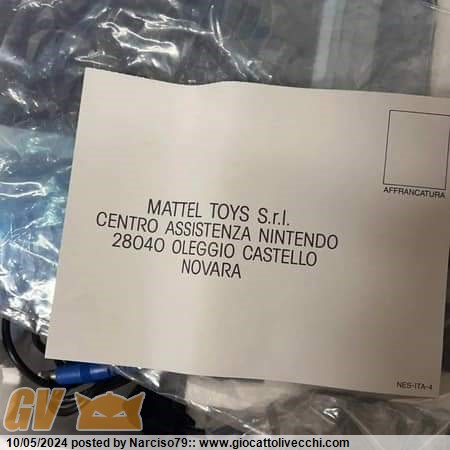 AFFRANCATURA
MATTEL TOYS S.r.l.
CENTRO ASSISTENZA NINTENDO
28040 OLEGGIO CASTELLO
NOVARA
NES-ITA-4
GV
10/05/2024 posted by Narciso79:: www.giocattolivecchi.com